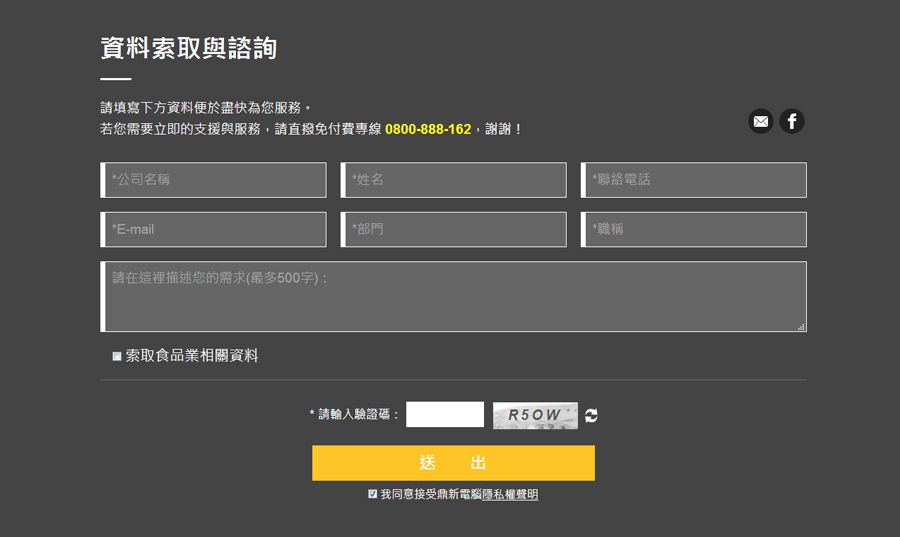 資料索取與諮詢
請填寫下方資料便於盡快為您服務。
若您需要立即的支援與服務，請直撥免付費專線 0800-888-162，謝謝！
*公司名稱 *姓名 *聯絡電話
*E-mail *部門 *職稱
請在這裡描述您的需求(最多500字)：
索取食品業相關資料
* 請輸入驗證碼： R5OW
送 出
我同意接受鼎新電腦隱私權聲明